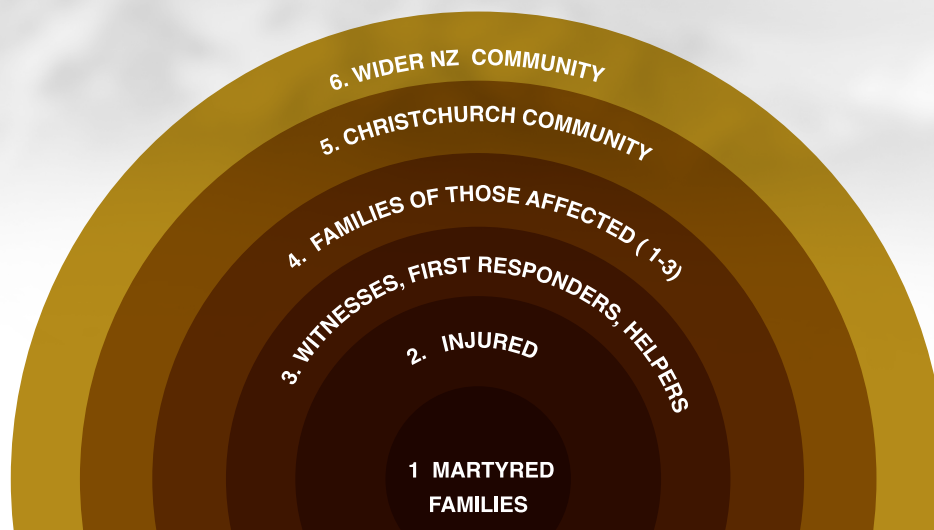 6. WIDER NZ COMMUNITY
5. CHRISTCHURCH COMMUNITY
4. FAMILIES OF THOSE AFFECTED ( 1-3)
3. WITNESSES, FIRST RESPONDERS, HELPERS
2. INJURED
1 MARTYRED
FAMILIES